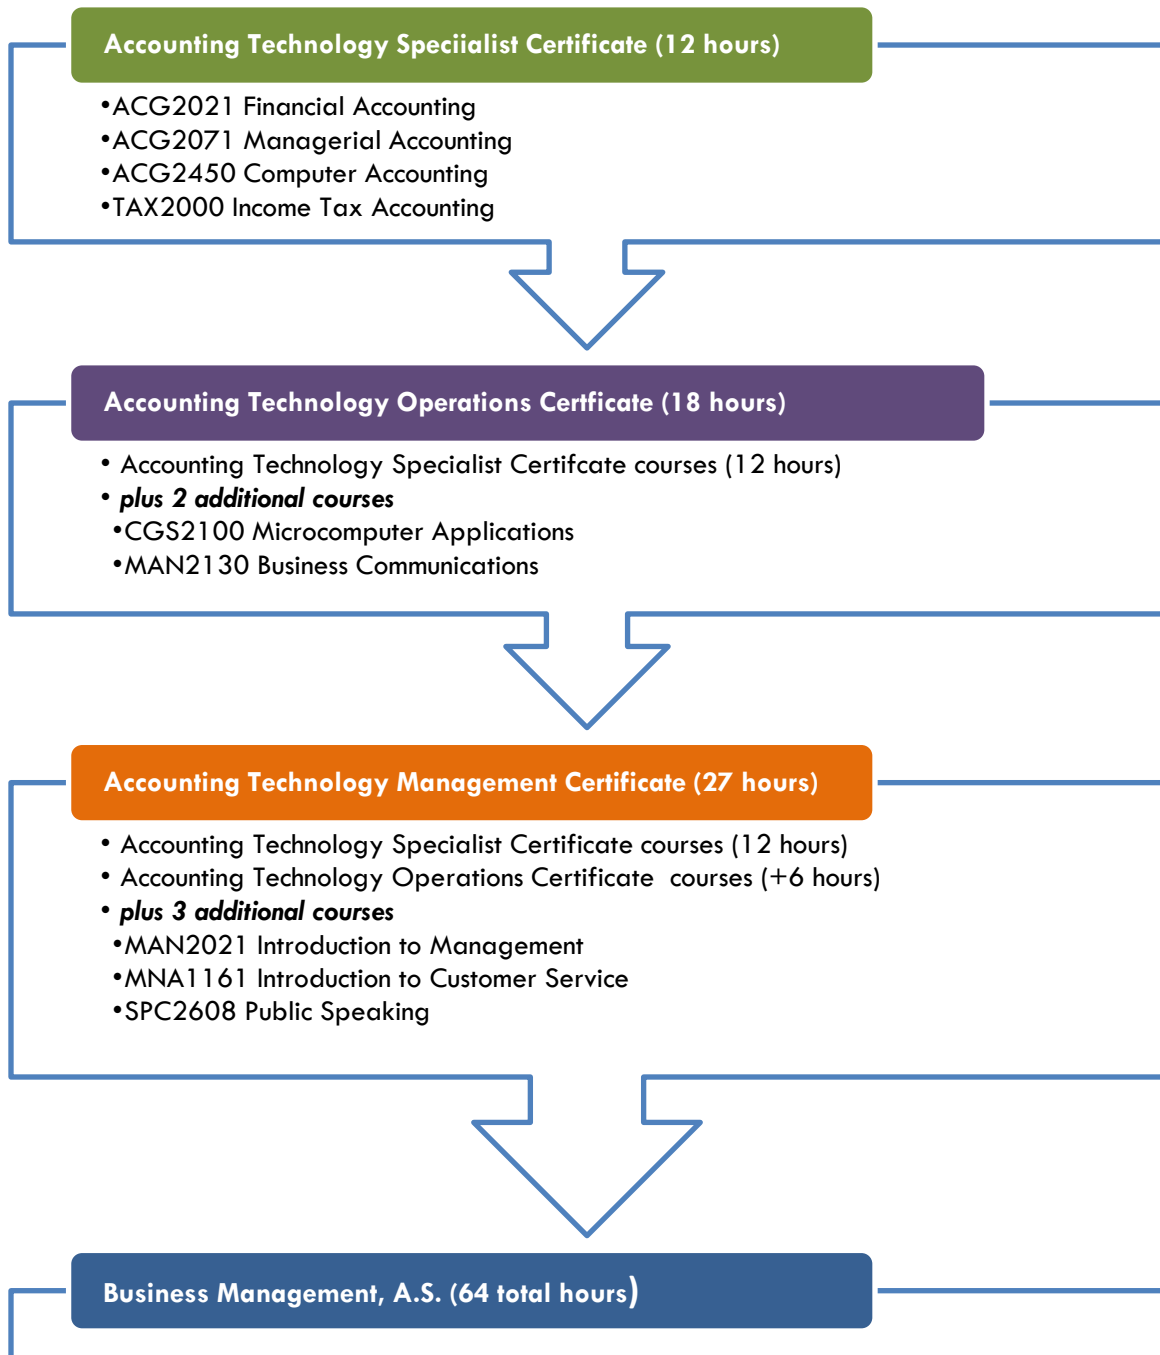 Accounting Technology Speciialist Certificate (12 hours)
•ACG2021 Financial Accounting
•ACG2071 Managerial Accounting
•ACG2450 Computer Accounting
•TAX2000 Income Tax Accounting
Accounting Technology Operations Certficate (18 hours)
• Accounting Technology Specialist Certifcate courses (12 hours)
• plus 2 additional courses
•CGS2100 Microcomputer Applications
•MAN2130 Business Communications
Accounting Technology Management Certificate (27 hours)
• Accounting Technology Specialist Certificate courses (12 hours)
• Accounting Technology Operations Certificate courses (+6 hours)
• plus 3 additional courses
•MAN2021 Introduction to Management
•MNA1161 Introduction to Customer Service
•SPC2608 Public Speaking
Business Management, A.S. (64 total hours)